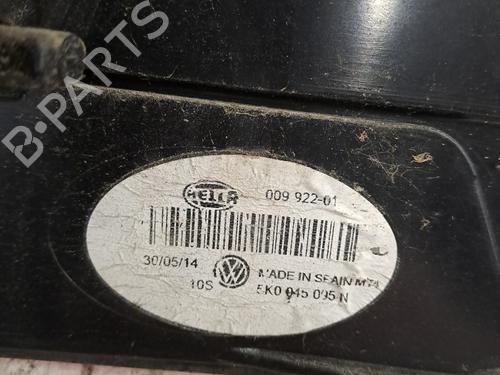 B-PARTS
HELLA
009 922-01
30/05/14
MADE IN SPAIN M74
10S
5K0 945 095 N